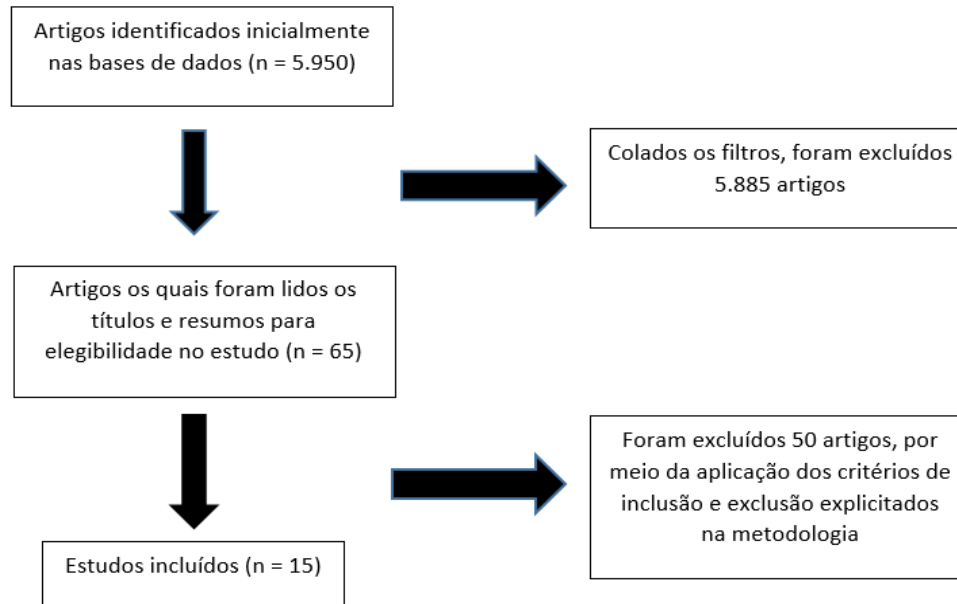 Artigos identificados inicialmente
nas bases de dados (n = 5.950)
Colados os filtros, foram excluídos
5.885 artigos
Artigos os quais foram lidos os
títulos e resumos para
elegibilidade no estudo (n = 65)
Foram excluídos 50 artigos, por
meio da aplicação dos critérios de
inclusão e exclusão explicitados
na metodologia
Estudos incluídos (n = 15)